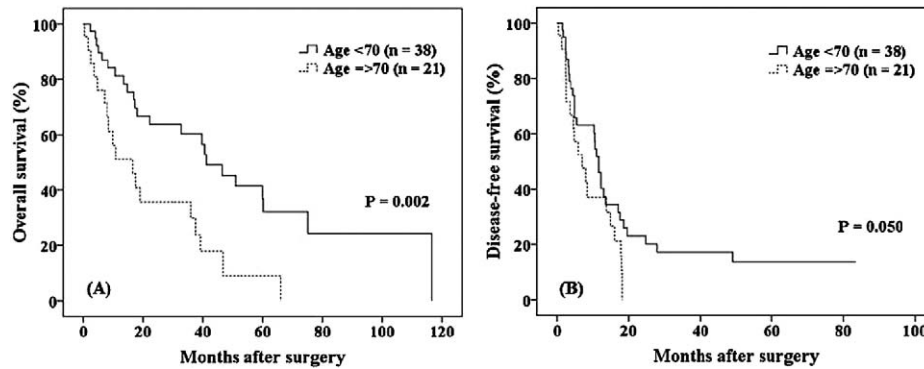 100
80
60
40
20
0
Overall survival (%)
Age <70 (n = 38)
Age =>70 (n = 21)
P = 0.002
(A)
0 20 40 60 80 100 120
Months after surgery
100
80
60
40
20
0
Disease-free survival (%)
Age <70 (n = 38)
Age =>70 (n = 21)
P = 0.050
(B)
0 20 40 60 80 100
Months after surgery